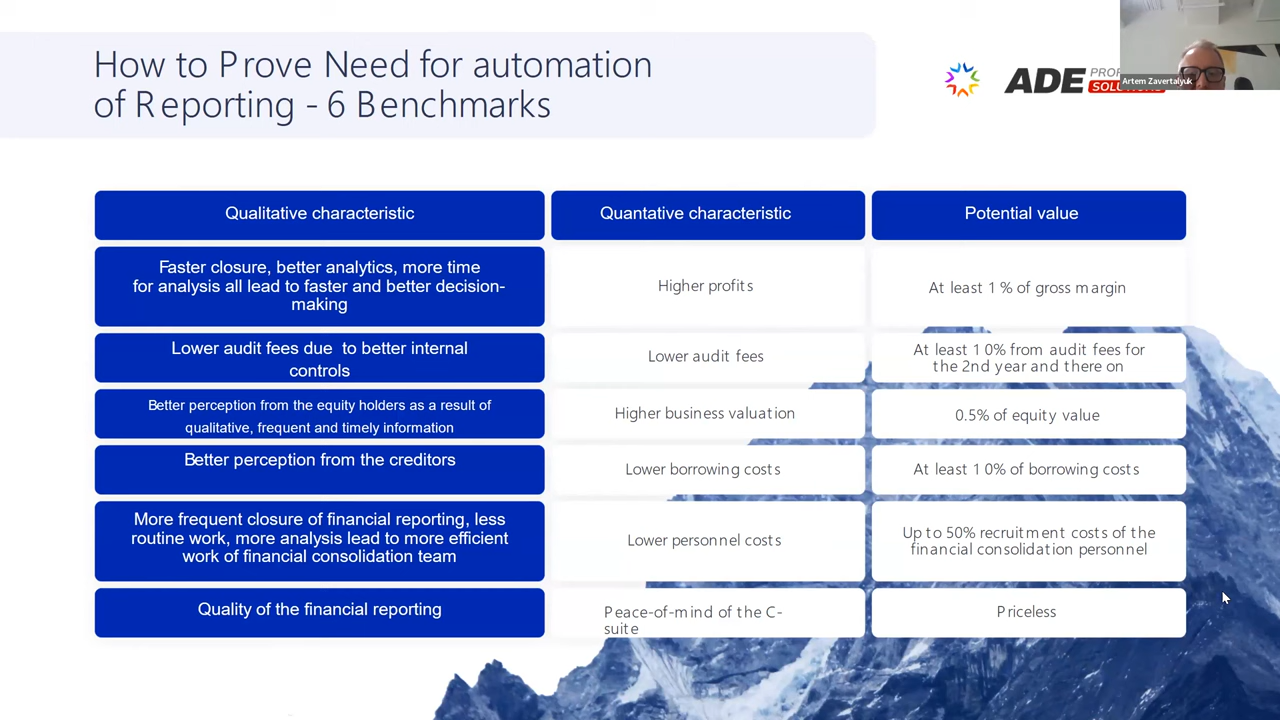 How to Prove Need for automation
of Reporting - 6 Benchmarks
ADE
SOLUTIONS
Artem Zavertalyuk
Qualitative characteristic
Quantative characteristic
Potential value
Faster closure, better analytics, more time
for analysis all lead to faster and better decision-
making
Higher profits
At least 1% of gross margin
Lower audit fees due to better internal
controls
Lower audit fees
At least 10% from audit fees for
the 2nd year and there on
Better perception from the equity holders as a result of
qualitative, frequent and timely information
Higher business valuation
0.5% of equity value
Better perception from the creditors
Lower borrowing costs
At least 10% of borrowing costs
More frequent closure of financial reporting, less
routine work, more analysis lead to more efficient
work of financial consolidation team
Lower personnel costs
Up to 50% recruitment costs of the
financial consolidation personnel
Quality of the financial reporting
Peace-of-mind of the C-
suite
Priceless